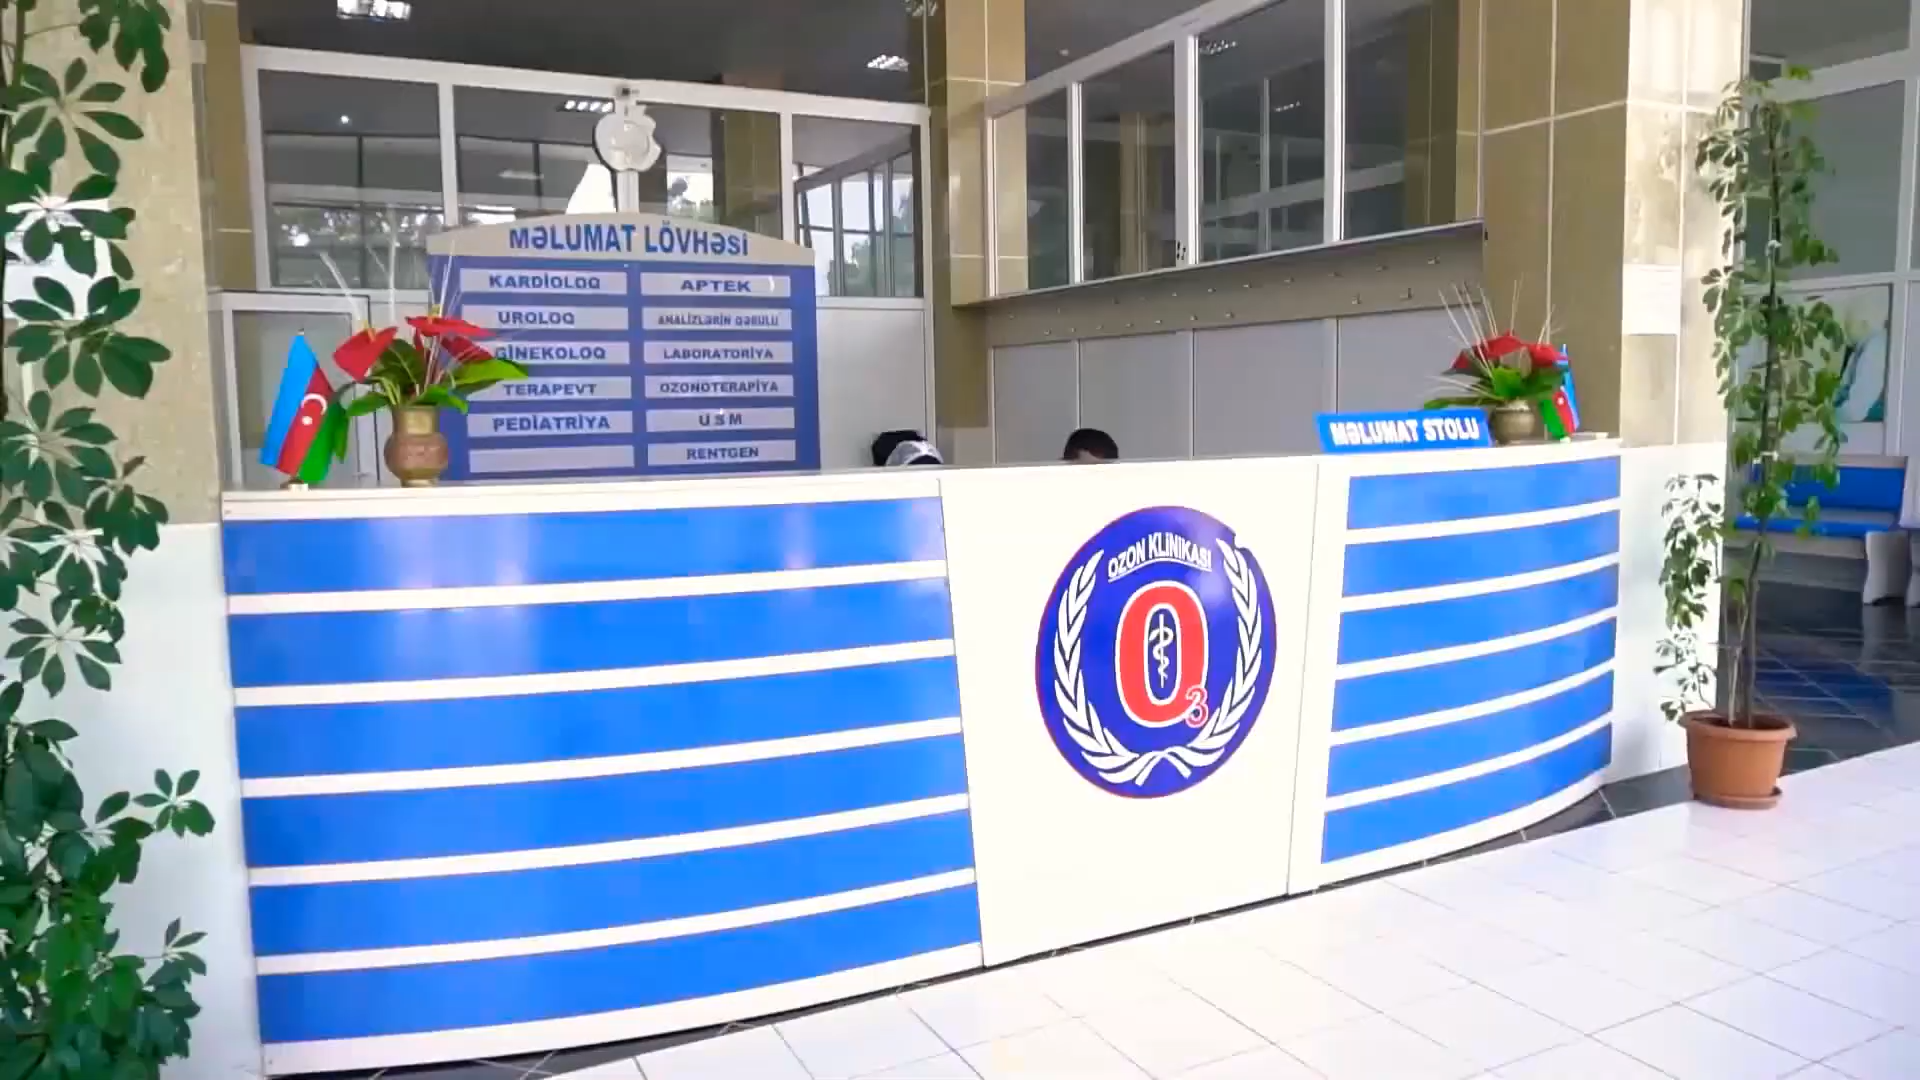 MƏLUMAT LÖVHƏSİ
KARDİOLOQ
UROLOQ
GİNEKOLOQ
TERAPEVT
PEDİATRİYA
APTEK
ANALİZLƏRİN QƏBULU
LABORATORİYA
OZONOTERAPİYA
USM
RENTGEN
MƏLUMAT STOLU
OZON KLİNİKASI
O3